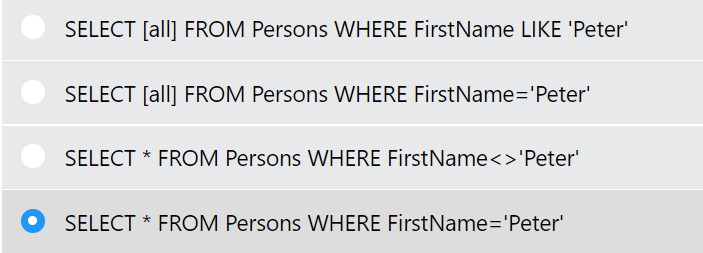 SELECT [all] FROM Persons WHERE FirstName LIKE 'Peter'
SELECT [all] FROM Persons WHERE FirstName='Peter'
SELECT * FROM Persons WHERE FirstName<>'Peter'
SELECT * FROM Persons WHERE FirstName='Peter'